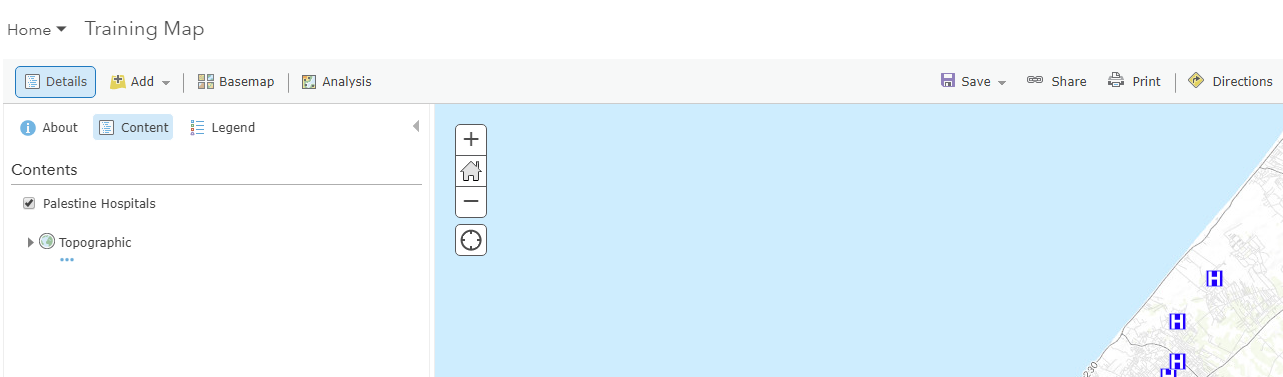 Home Training Map
Details Add Basemap Analysis Save Share Print Directions
About Content Legend
Contents
Palestine Hospitals
Topographic
H
H
H
H
230